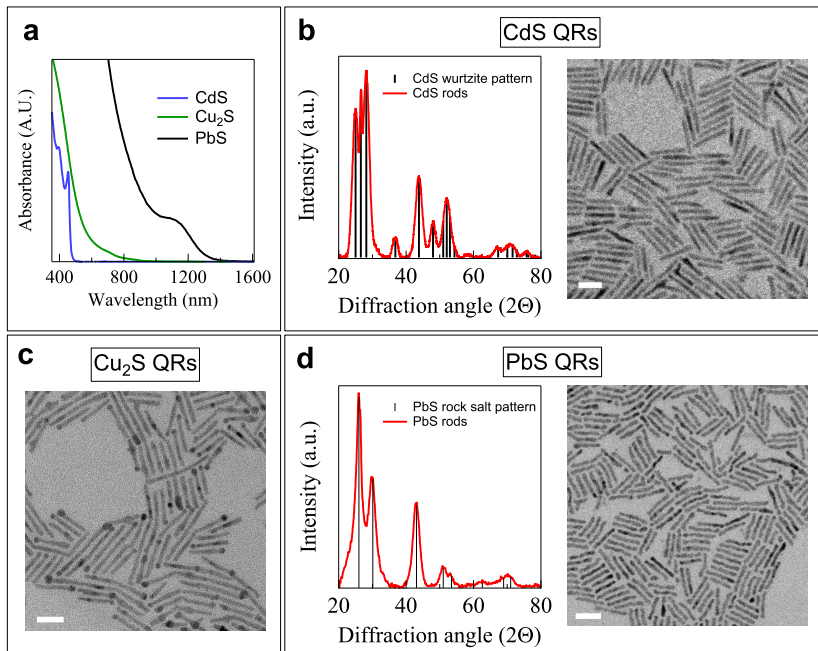 a
Absorbance (A.U.)
CdS
Cu₂S
PbS
400 800 1200 1600
Wavelength (nm)
b
CdS QRs
Intensity (a.u.)
CdS wurtzite pattern
CdS rods
20 40 60 80
Diffraction angle (2Θ)
c
Cu₂S QRs
d
PbS QRs
Intensity (a.u.)
PbS rock salt pattern
PbS rods
20 40 60 80
Diffraction angle (2Θ)